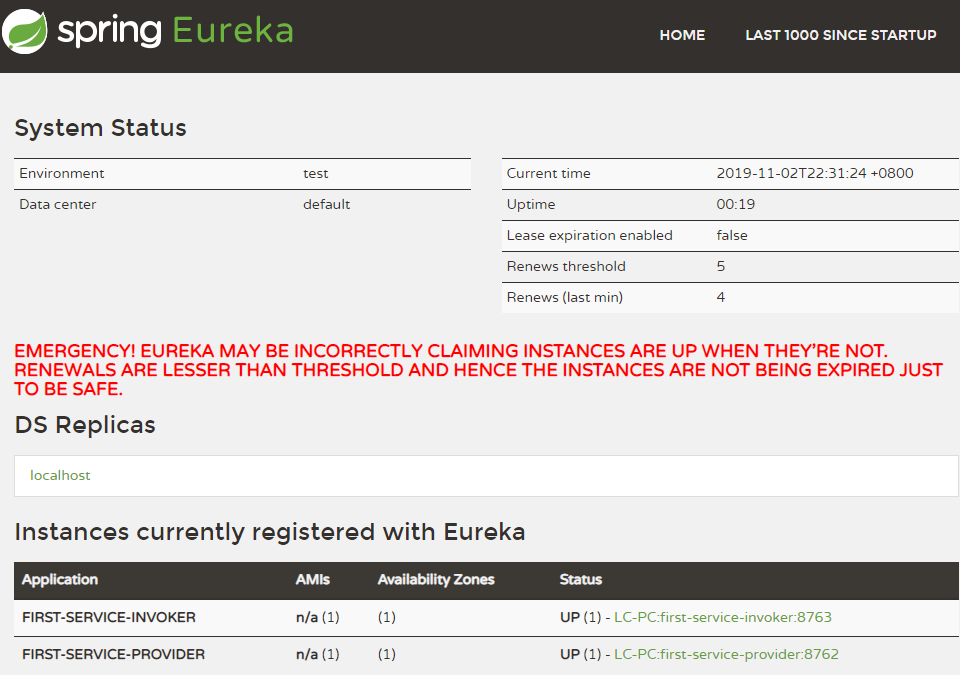 spring Eureka
HOME LAST 1000 SINCE STARTUP
System Status
Environment test
Data center default
Current time 2019-11-02T22:31:24 +0800
Uptime 00:19
Lease expiration enabled false
Renews threshold 5
Renews (last min) 4
EMERGENCY! EUREKA MAY BE INCORRECTLY CLAIMING INSTANCES ARE UP WHEN THEY'RE NOT.
RENEWALS ARE LESSER THAN THRESHOLD AND HENCE THE INSTANCES ARE NOT BEING EXPIRED JUST
TO BE SAFE.
DS Replicas
localhost
Instances currently registered with Eureka
Application AMIs Availability Zones Status
FIRST-SERVICE-INVOKER n/a (1) (1) UP (1) - LC-PC:first-service-invoker:8763
FIRST-SERVICE-PROVIDER n/a (1) (1) UP (1) - LC-PC:first-service-provider:8762